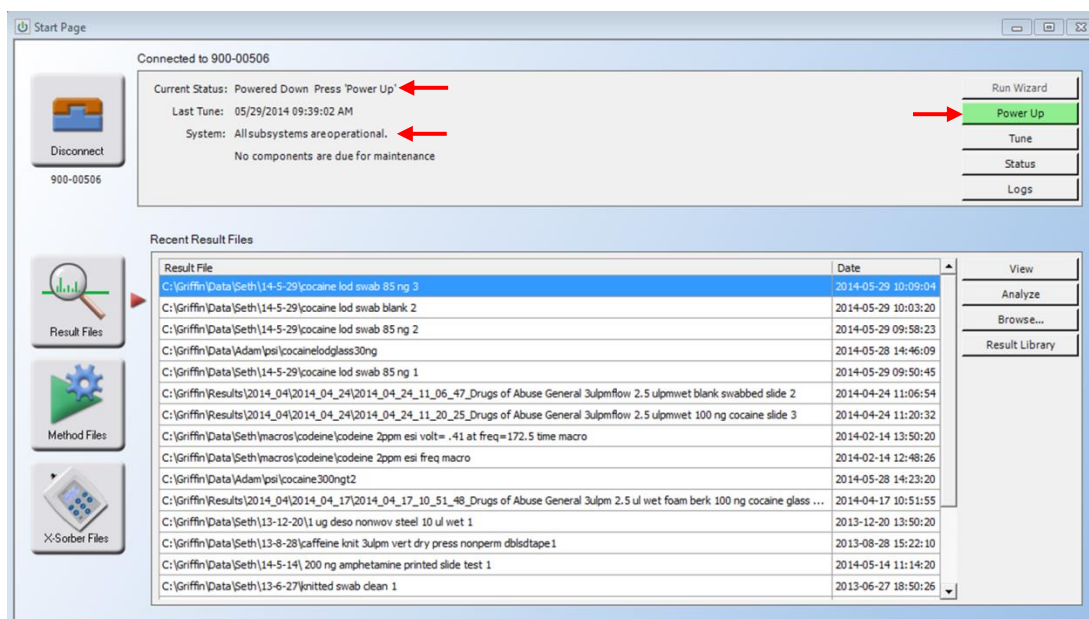 Start Page
Connected to 900-00506
Current Status: Powered Down Press 'Power Up'
Last Tune: 05/29/2014 09:39:02 AM
System: All subsystems are operational.
No components are due for maintenance
Disconnect
900-00506
Run Wizard
Power Up
Tune
Status
Logs
Recent Result Files
Result File Date
C:\Griffin\Data\Seth\14-5-29\cocaine lod swab 85 ng 3 2014-05-29 10:09:04
C:\Griffin\Data\Seth\14-5-29\cocaine lod swab blank 2 2014-05-29 10:03:20
C:\Griffin\Data\Seth\14-5-29\cocaine lod swab 85 ng 2 2014-05-29 09:58:23
C:\Griffin\Data\Adam\psi\cocainelodglass30ng 2014-05-28 14:46:09
C:\Griffin\Data\Seth\14-5-29\cocaine lod swab 85 ng 1 2014-05-29 09:50:45
C:\Griffin\Results\2014_04\2014_04_24\2014_04_24_11_06_47_Drugs of Abuse General 3ulpmflow 2.5 ulpmwet blank swabbed slide 2 2014-04-24 11:06:54
C:\Griffin\Results\2014_04\2014_04_24\2014_04_24_11_20_25_Drugs of Abuse General 3ulpmflow 2.5 ulpmwet 100 ng cocaine slide 3 2014-04-24 11:20:32
C:\Griffin\Data\Seth\macros\codeine\codeine 2ppm esi volt= .41 at freq=172.5 time macro 2014-02-14 13:50:20
C:\Griffin\Data\Seth\macros\codeine\codeine 2ppm esi freq macro 2014-02-14 12:48:26
C:\Griffin\Data\Adam\psi\cocaine300ngt2 2014-05-28 14:23:20
C:\Griffin\Results\2014_04\2014_04_17\2014_04_17_10_51_48_Drugs of Abuse General 3ulpm 2.5 ul wet foam berk 100 ng cocaine glass ... 2014-04-17 10:51:55
C:\Griffin\Data\Seth\13-12-20\1 ug deso nonwov steel 10 ul wet 1 2013-12-20 13:50:20
C:\Griffin\Data\Seth\13-8-28\caffeine knit 3ulpm vert dry press nonperm dblsdtape1 2013-08-28 15:22:10
C:\Griffin\Data\Seth\14-5-14\ 200 ng amphetamine printed slide test 1 2014-05-14 11:14:20
C:\Griffin\Data\Seth\13-6-27\knitted swab clean 1 2013-06-27 18:50:26
View
Analyze
Browse...
Result Library
Result Files
Method Files
X-Sorber Files